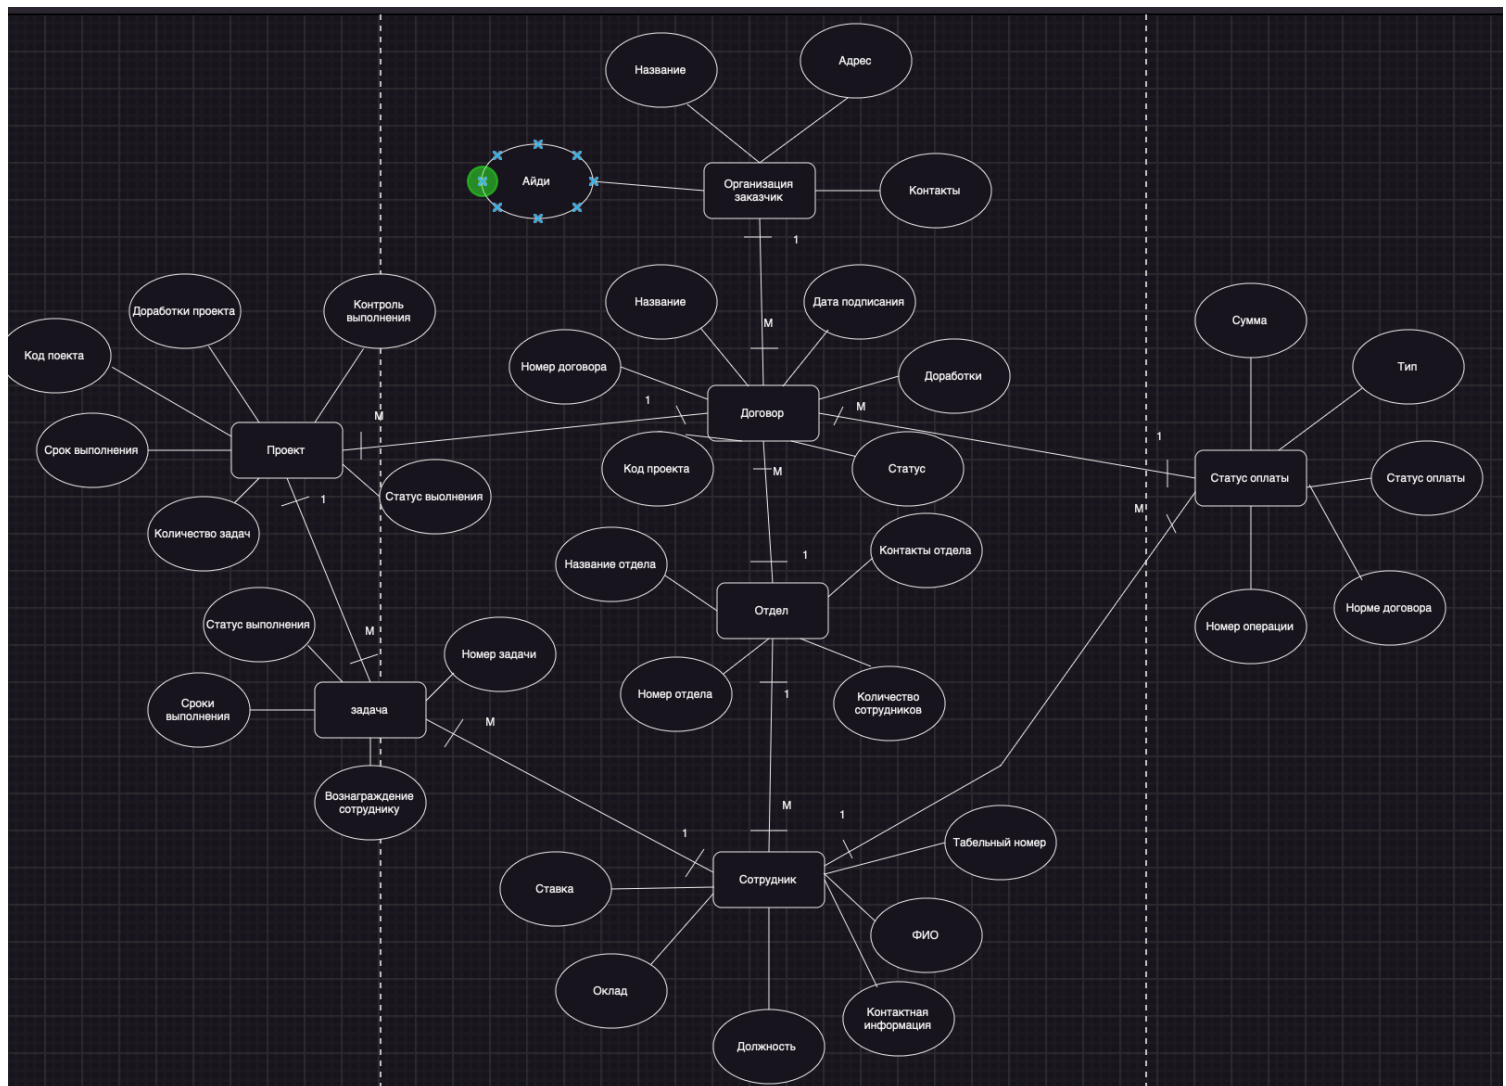 Название
Адрес
Айди
Организация
заказчик
Контакты
1
Название
Дата подписания
М
Номер договора
Доработки
Договор
1
М
Код проекта
Статус
М
Доработки проекта
Контроль
выполнения
Код поекта
М
Срок выполнения
Проект
Статус выолнения
1
Количество задач
Сумма
Тип
1
Статус оплаты
Статус оплаты
М
Номер операции
Норме договора
Название отдела
Контакты отдела
1
Отдел
Номер отдела
1
Количество
сотрудников
Статус выполнения
М
Номер задачи
Сроки
выполнения
задача
М
Вознаграждение
сотруднику
М
1
1
Табельный номер
Ставка
Сотрудник
ФИО
Оклад
Контактная
информация
Должность